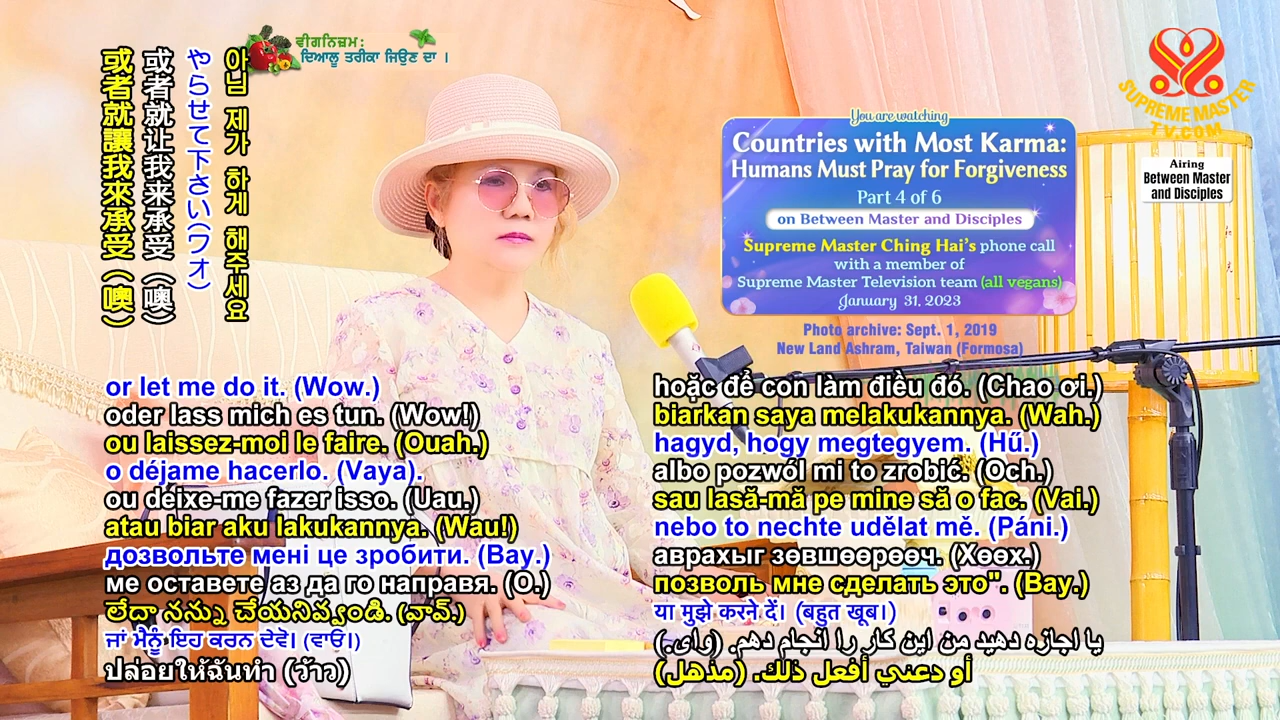 ਵੀਗਨਿਜ਼ਮ:
ਦਿਆਲੂ ਤਰੀਕਾ ਜਿਉਣ ਦਾ ।
아님 제가 하게 해주세요
やらせて下さい(ワオ)
或者就让我来承受（噢）
或者就讓我來承受（噢）
SUPREME MASTER
TV.COM
Airing
Between Master
and Disciples
You are watching
Countries with Most Karma:
Humans Must Pray for Forgiveness
Part 4 of 6
on Between Master and Disciples
Supreme Master Ching Hai's phone call
with a member of
Supreme Master Television team (all vegans)
January 31, 2023
Photo archive: Sept. 1, 2019
New Land Ashram, Taiwan (Formosa)
or let me do it. (Wow.)
oder lass mich es tun. (Wow!)
ou laissez-moi le faire. (Ouah.)
o déjame hacerlo. (Vaya).
ou deixe-me fazer isso. (Uau.)
atau biar aku lakukannya. (Wau!)
дозвольте мені це зробити. (Вау.)
ме оставете аз да го направя. (О.)
లేదా నన్ను చేయనివ్వండి. (వావ్.)
ਜਾਂ ਮੈਨੂੰ ਇਹ ਕਰਨ ਦੇਵੋ। (ਵਾਓ।)
ปล่อยให้ฉันทำ (ว้าว)
hoặc để con làm điều đó. (Chao ơi.)
biarkan saya melakukannya. (Wah.)
hagyd, hogy megtegyem. (Hű.)
albo pozwól mi to zrobić. (Och.)
sau lasă-mă pe mine să o fac. (Vai.)
nebo to nechte udělat mě. (Páni.)
аврахыг зөвшөөрөөч. (Хөөх.)
позволь мне сделать это". (Вау.)
या मुझे करने दें। (बहुत खूब।)
یا اجازه دهید من این کار را انجام دهم. (وای.)
أو دعني أفعل ذلك. (مذهل)